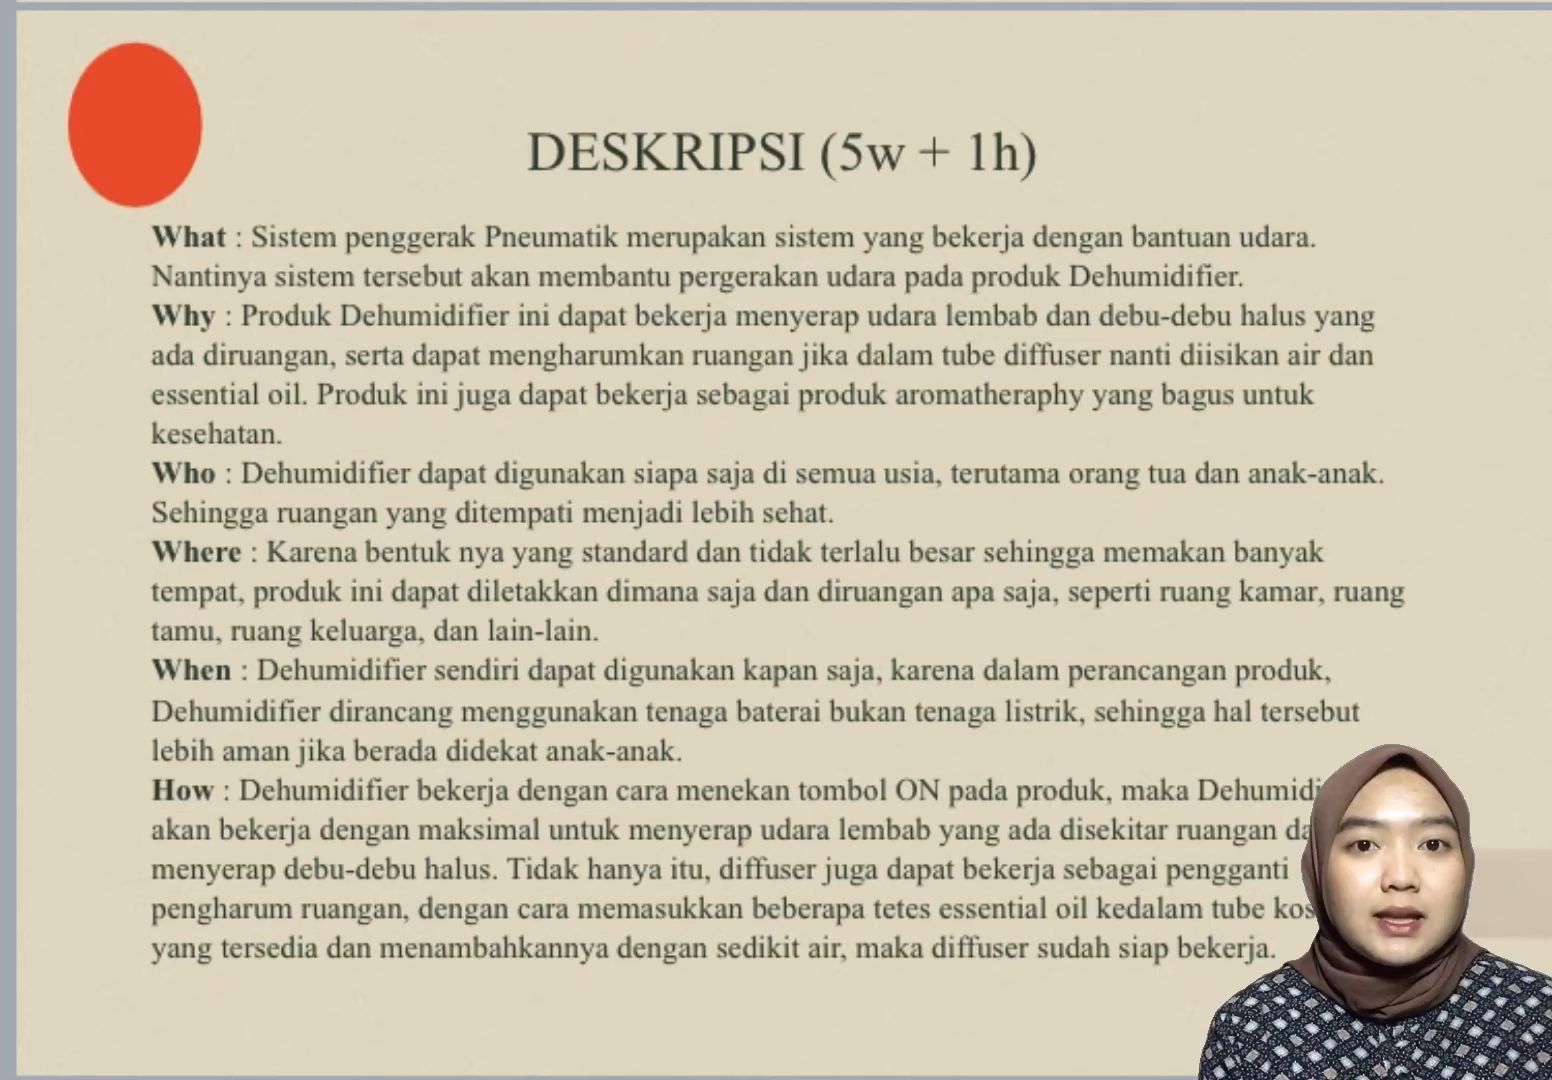 DESKRIPSI (5w + 1h)
What : Sistem penggerak Pneumatik merupakan sistem yang bekerja dengan bantuan udara.
Nantinya sistem tersebut akan membantu pergerakan udara pada produk Dehumidifier.
Why : Produk Dehumidifier ini dapat bekerja menyerap udara lembab dan debu-debu halus yang
ada diruangan, serta dapat mengharumkan ruangan jika dalam tube diffuser nanti diisikan air dan
essential oil. Produk ini juga dapat bekerja sebagai produk aromatheraphy yang bagus untuk
kesehatan.
Who : Dehumidifier dapat digunakan siapa saja di semua usia, terutama orang tua dan anak-anak.
Sehingga ruangan yang ditempati menjadi lebih sehat.
Where : Karena bentuk nya yang standard dan tidak terlalu besar sehingga memakan banyak
tempat, produk ini dapat diletakkan dimana saja dan diruangan apa saja, seperti ruang kamar, ruang
tamu, ruang keluarga, dan lain-lain.
When : Dehumidifier sendiri dapat digunakan kapan saja, karena dalam perancangan produk,
Dehumidifier dirancang menggunakan tenaga baterai bukan tenaga listrik, sehingga hal tersebut
lebih aman jika berada didekat anak-anak.
How : Dehumidifier bekerja dengan cara menekan tombol ON pada produk, maka
akan bekerja dengan maksimal untuk menyerap udara lembab yang ada disekitar ruangan
menyerap debu-debu halus. Tidak hanya itu, diffuser juga dapat bekerja sebagai pengganti
pengharum ruangan, dengan cara memasukkan beberapa tetes essential oil kedalam tube
yang tersedia dan menambahkannya dengan sedikit air, maka diffuser sudah siap bekerja.